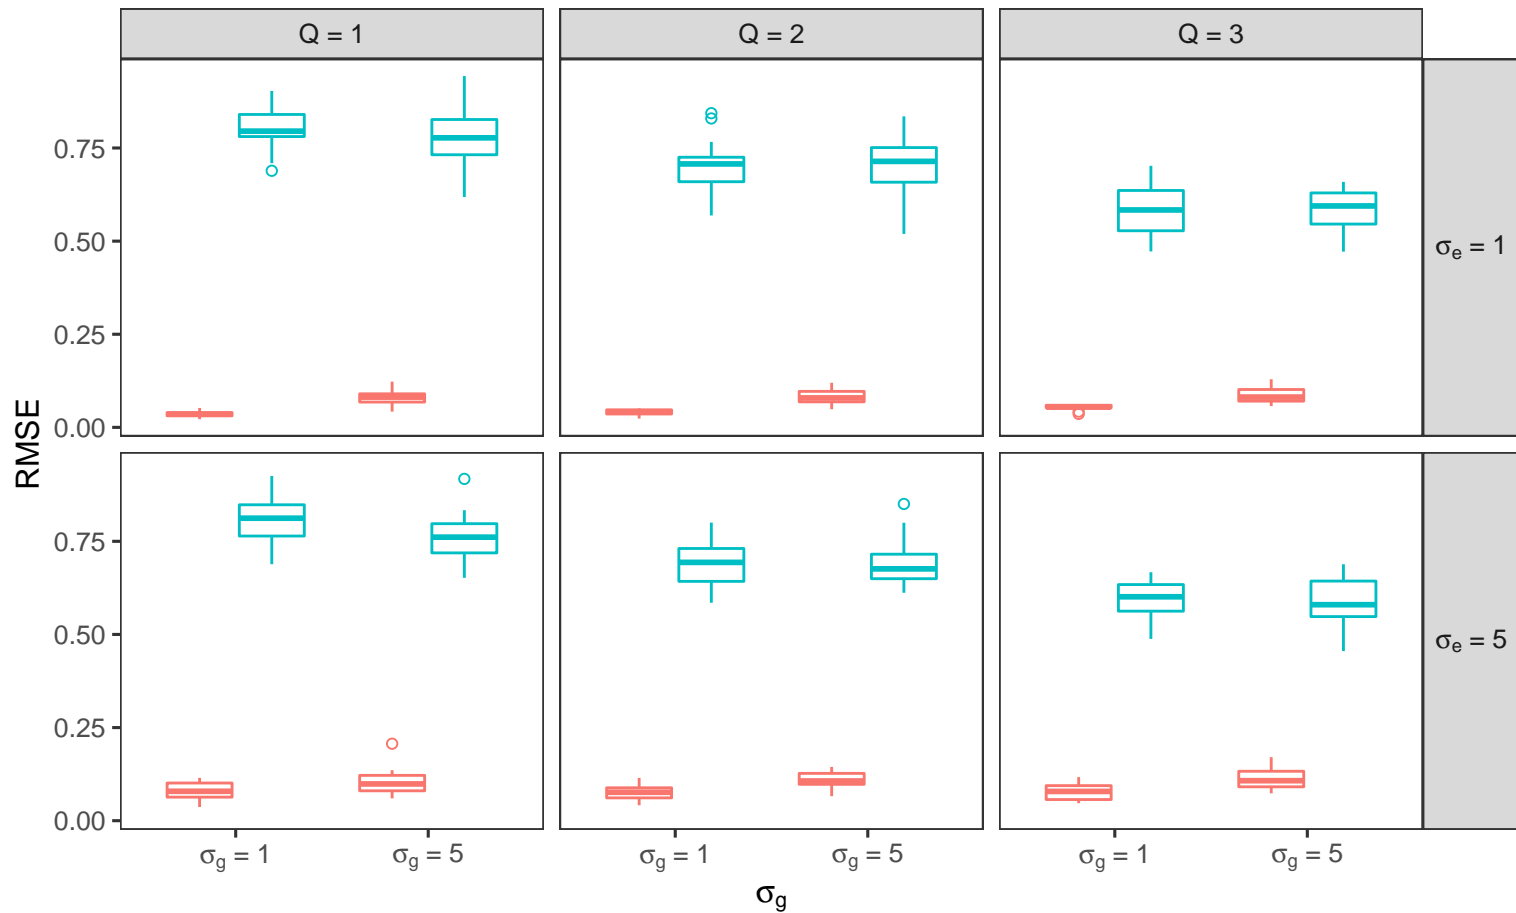 Q = 1
Q = 2
Q = 3
0.75
0.50
0.25
0.00
σg = 1
σg = 5
σg = 1
σg = 5
σg = 1
σg = 5
σe = 1
σe = 5
0.75
0.50
0.25
0.00
RMSE
σg